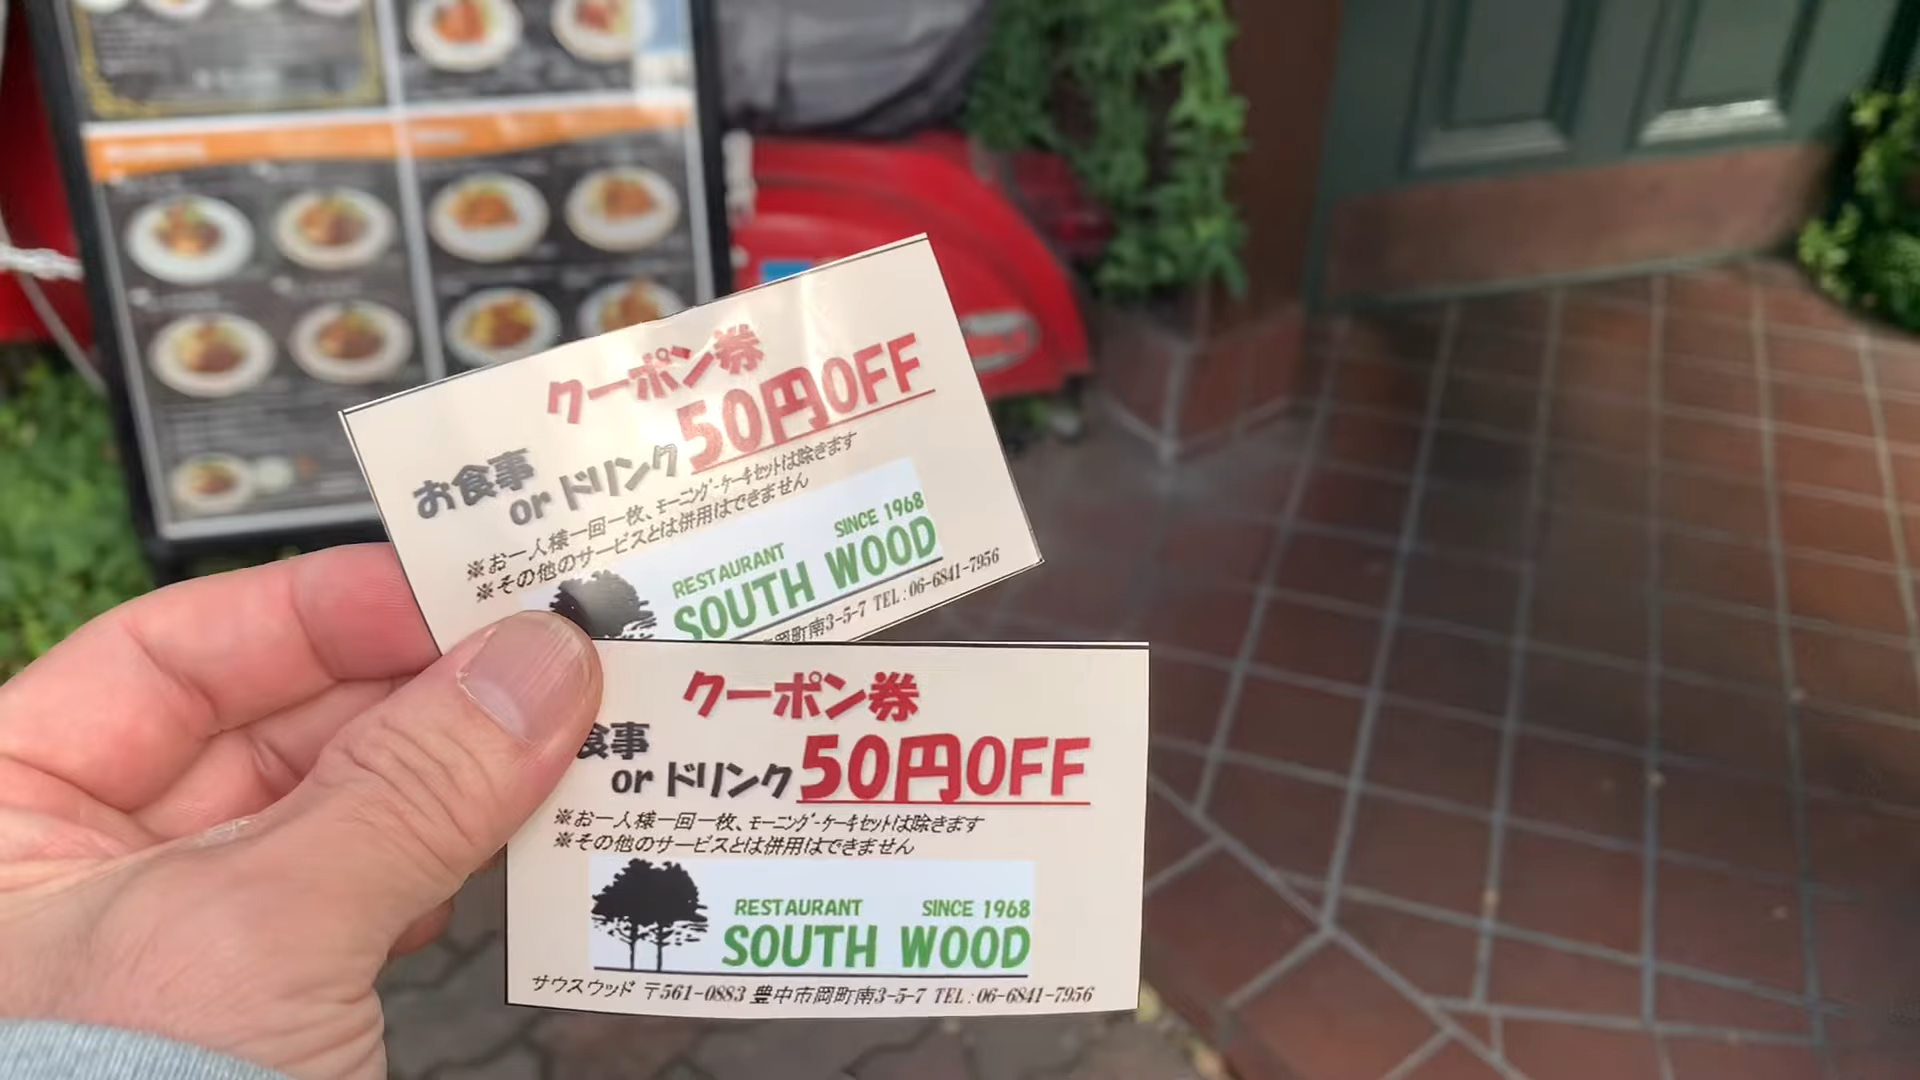 クーポン券
お食事
or ドリンク 50円OFF
※お一人様一回一枚、モーニング・ケーキセットは除きます
※その他のサービスとは併用はできません
RESTAURANT SINCE 1968
SOUTH WOOD
岡町南3-5-7 TEL:06-6841-7956
クーポン券
食事
or ドリンク 50円OFF
※お一人様一回一枚、モーニング・ケーキセットは除きます
※その他のサービスとは併用はできません
RESTAURANT SINCE 1968
SOUTH WOOD
サウスウッド 〒561-0883 豊中市岡町南3-5-7 TEL:06-6841-7956